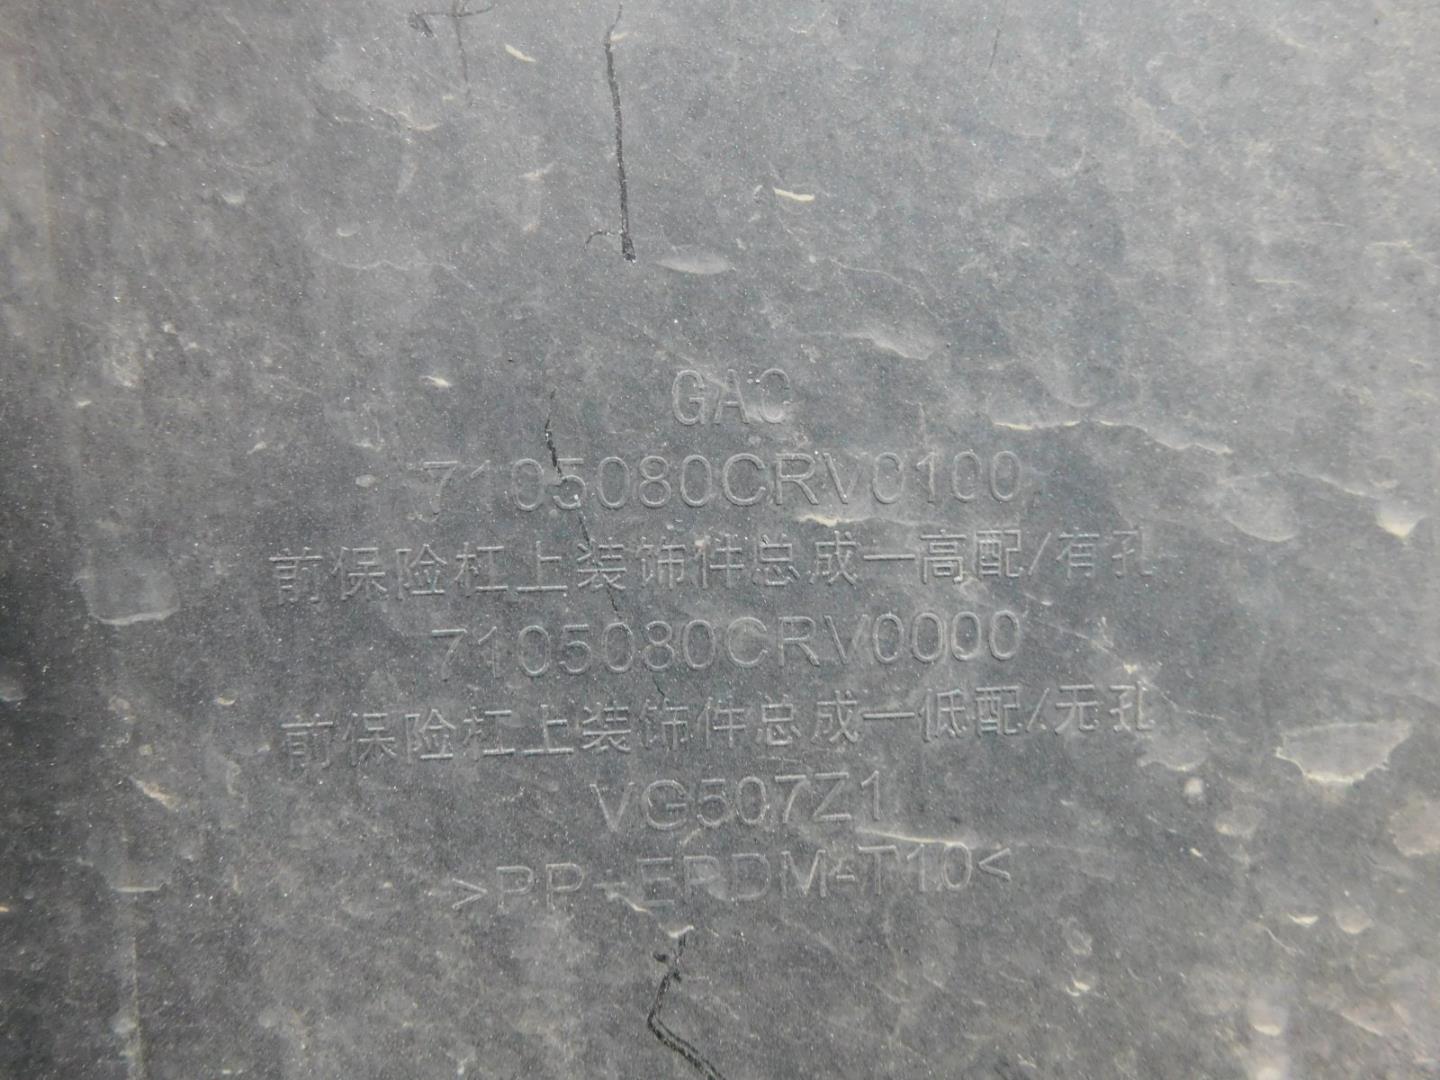 GAC
7105080CRV0100
前保险杠上装饰件总成一高配/有孔
7105080CRV0000
前保险杠上装饰件总成一低配/无孔
VG507Z1
>PP+EPDM-T10<